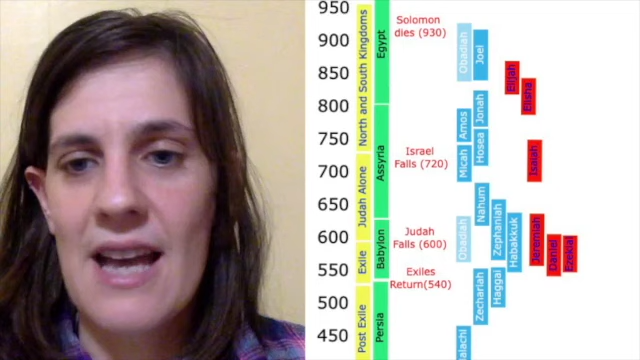 950
900
850
800
750
700
650
600
550
500
450
North and South Kingdoms
Judah Alone
Exile
Post Exile
Egypt
Assyria
Babylon
Persia
Solomon
dies (930)
Israel
Falls (720)
Judah
Falls (600)
Exiles
Return(540)
Obadiah
Joel
Elijah
Elisha
Jonah
Amos
Hosea
Micah
Isaiah
Nahum
Zephaniah
Habakkuk
Obadiah
Jeremiah
Daniel
Ezekial
Haggai
Zechariah
alachi